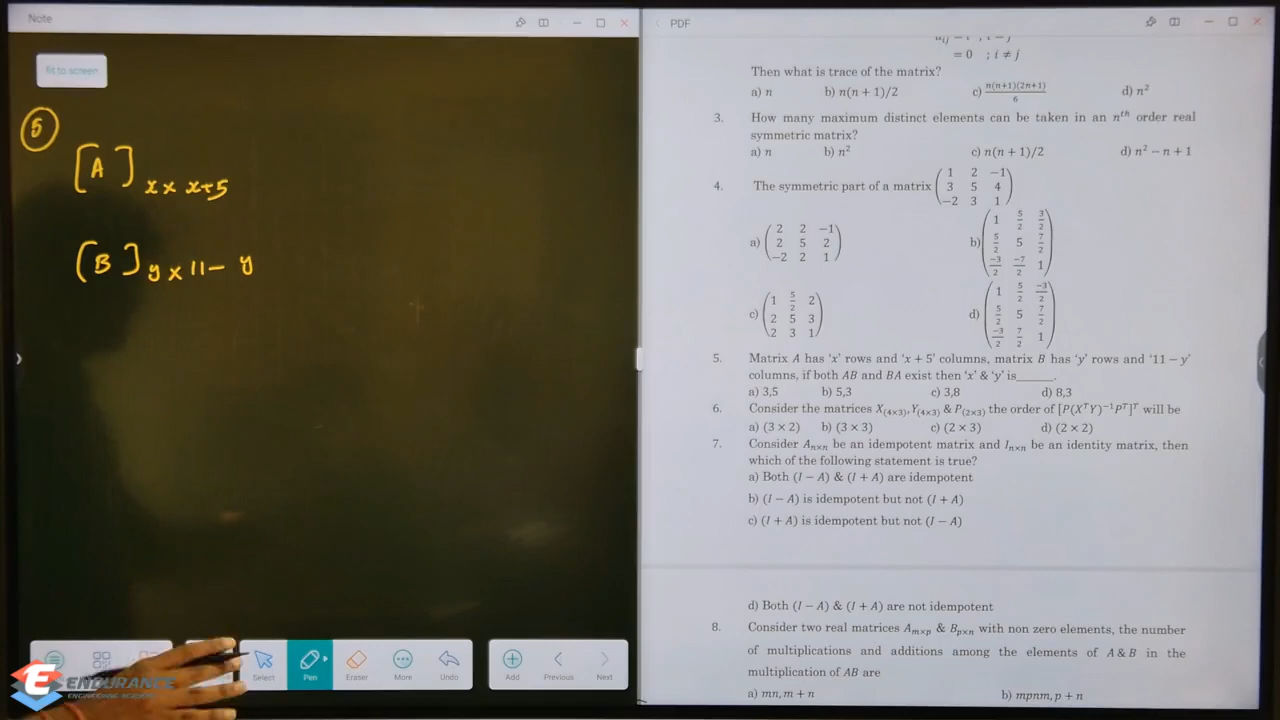 Note
fit to screen
5
[A] x × x+5
[B] y × 11 − y
Select
Pen
Eraser
More
Undo
Add
Previous
Next
ENDURANCE
PDF
= 0 ; i ≠ j
Then what is trace of the matrix?
a) n b) n(n + 1)/2 c) n(n+1)(2n+1)/6 d) n²
3. How many maximum distinct elements can be taken in an nᵗʰ order real
symmetric matrix?
a) n b) n² c) n(n + 1)/2 d) n² − n + 1
4. The symmetric part of a matrix
1 2 −1
3 5 4
−2 3 1
a)
2 2 −1
2 5 2
−2 2 1
b)
1 5/2 3/2
5/2 5 7/2
−3/2 −7/2 1
c)
1 5/2 2
2 5 3
2 3 1
d)
1 5/2 −3/2
5/2 5 7/2
−3/2 7/2 1
5. Matrix A has 'x' rows and 'x + 5' columns, matrix B has 'y' rows and '11 − y'
columns, if both AB and BA exist then 'x' & 'y' is______.
a) 3,5 b) 5,3 c) 3,8 d) 8,3
6. Consider the matrices X₍₄ₓ₃₎, Y₍₄ₓ₃₎ & P₍₂ₓ₃₎ the order of [P(XᵀY)⁻¹Pᵀ]ᵀ will be
a) (3 × 2) b) (3 × 3) c) (2 × 3) d) (2 × 2)
7. Consider Aₙₓₙ be an idempotent matrix and Iₙₓₙ be an identity matrix, then
which of the following statement is true?
a) Both (I − A) & (I + A) are idempotent
b) (I − A) is idempotent but not (I + A)
c) (I + A) is idempotent but not (I − A)
d) Both (I − A) & (I + A) are not idempotent
8. Consider two real matrices Aₘₓₚ & Bₚₓₙ with non zero elements, the number
of multiplications and additions among the elements of A & B in the
multiplication of AB are
a) mn, m + n b) mpnm, p + n